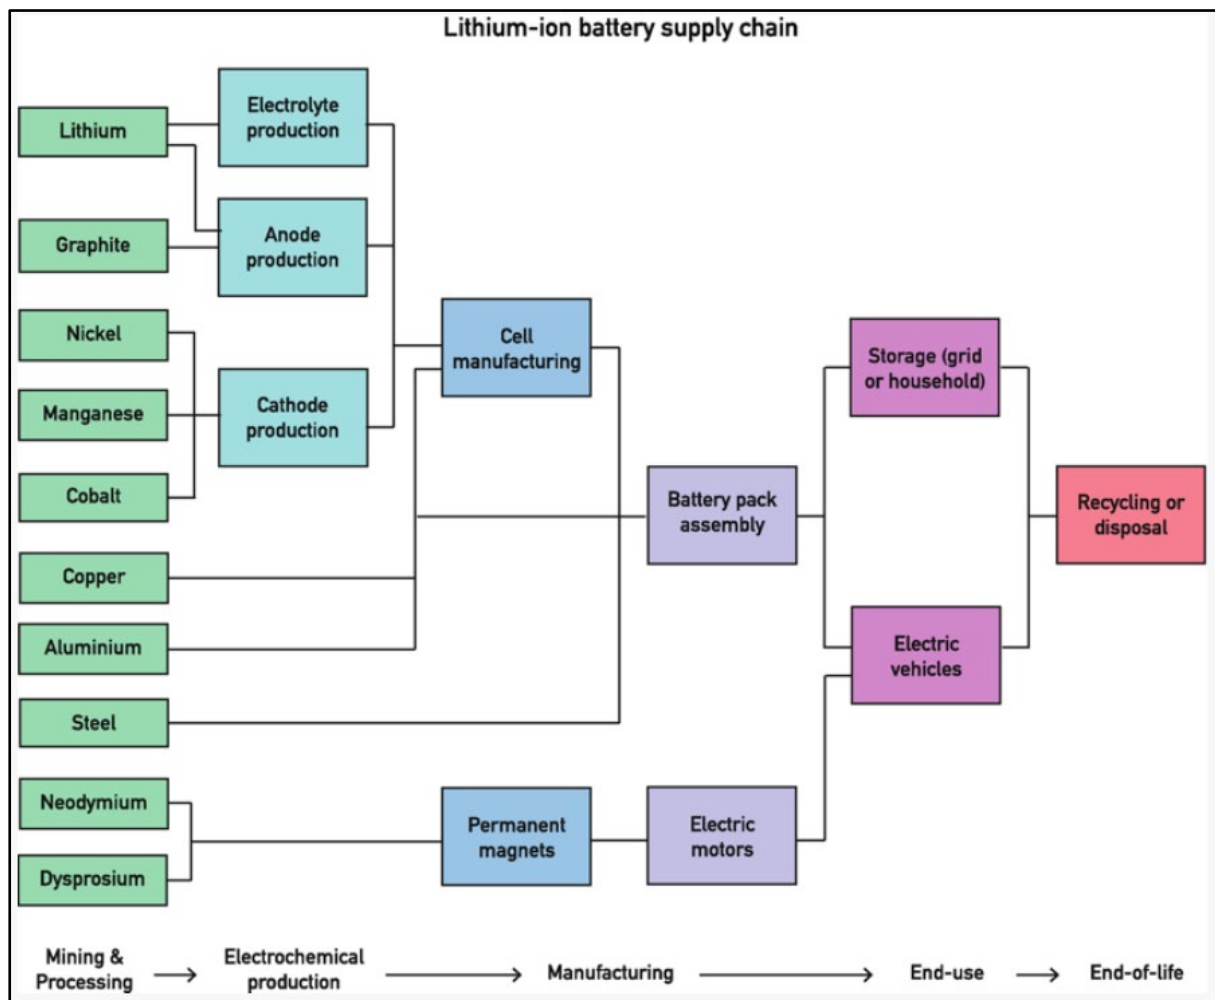 Lithium-ion battery supply chain
Lithium
Graphite
Nickel
Manganese
Cobalt
Copper
Aluminium
Steel
Neodymium
Dysprosium
Electrolyte
production
Anode
production
Cathode
production
Cell
manufacturing
Permanent
magnets
Battery pack
assembly
Electric
motors
Storage (grid
or household)
Electric
vehicles
Recycling or
disposal
Mining &
Processing
Electrochemical
production
Manufacturing
End-use
End-of-life